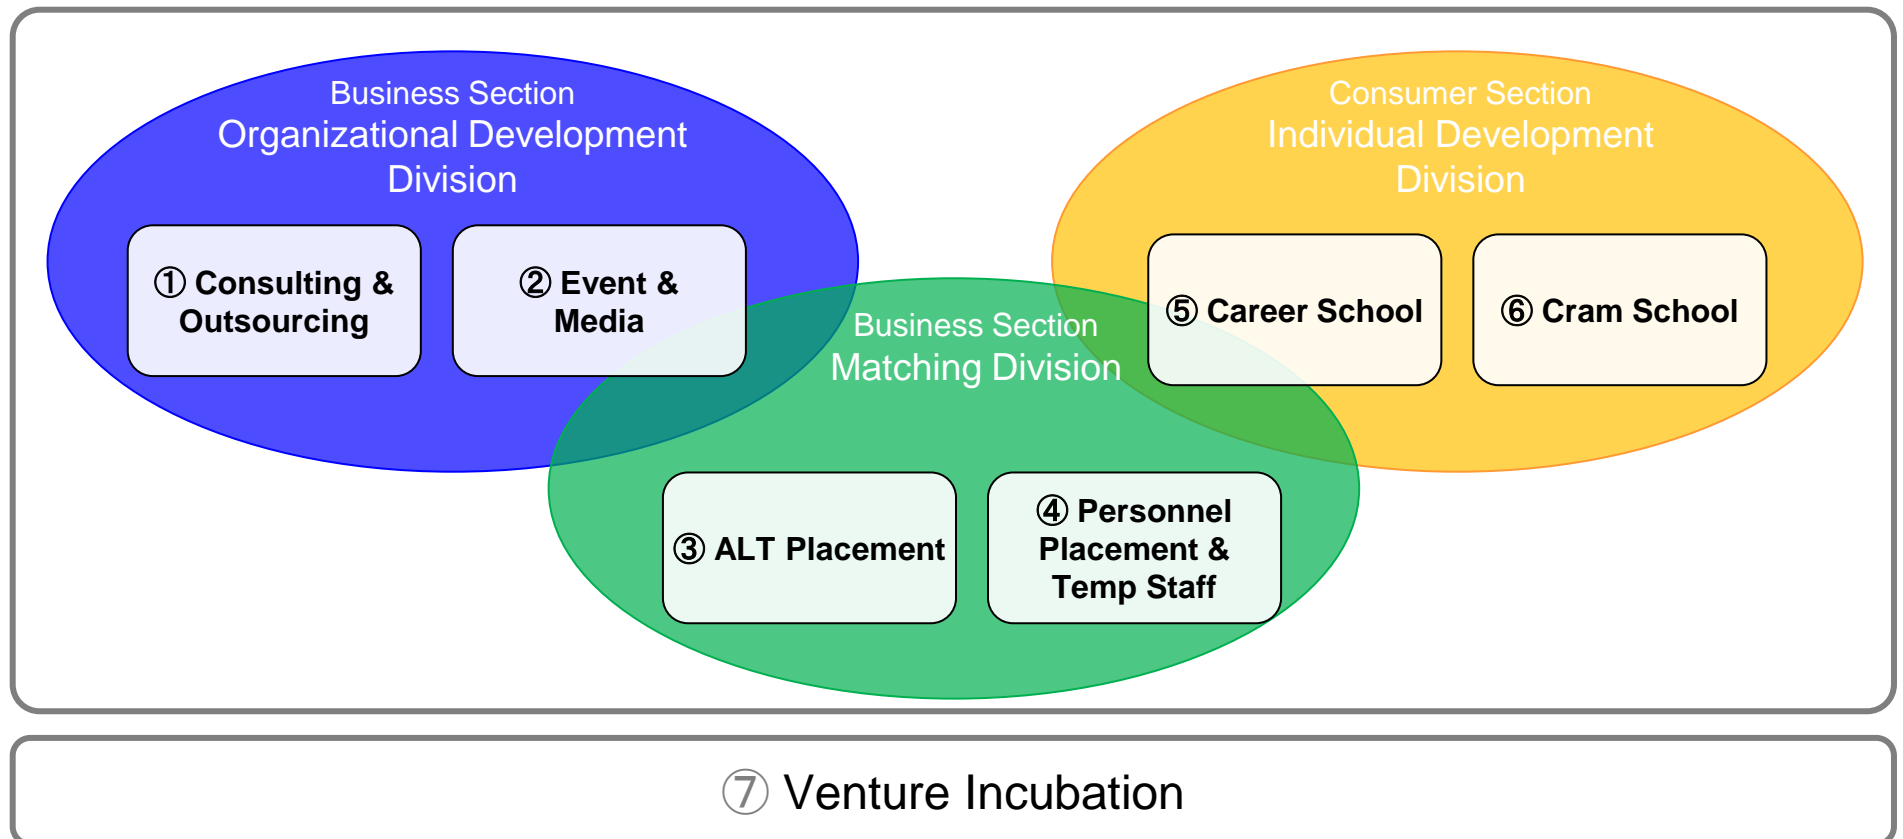 Business Section
Organizational Development
Division
① Consulting &
Outsourcing
② Event &
Media
Business Section
Matching Division
③ ALT Placement
④ Personnel
Placement &
Temp Staff
Consumer Section
Individual Development
Division
⑤ Career School
⑥ Cram School
⑦ Venture Incubation